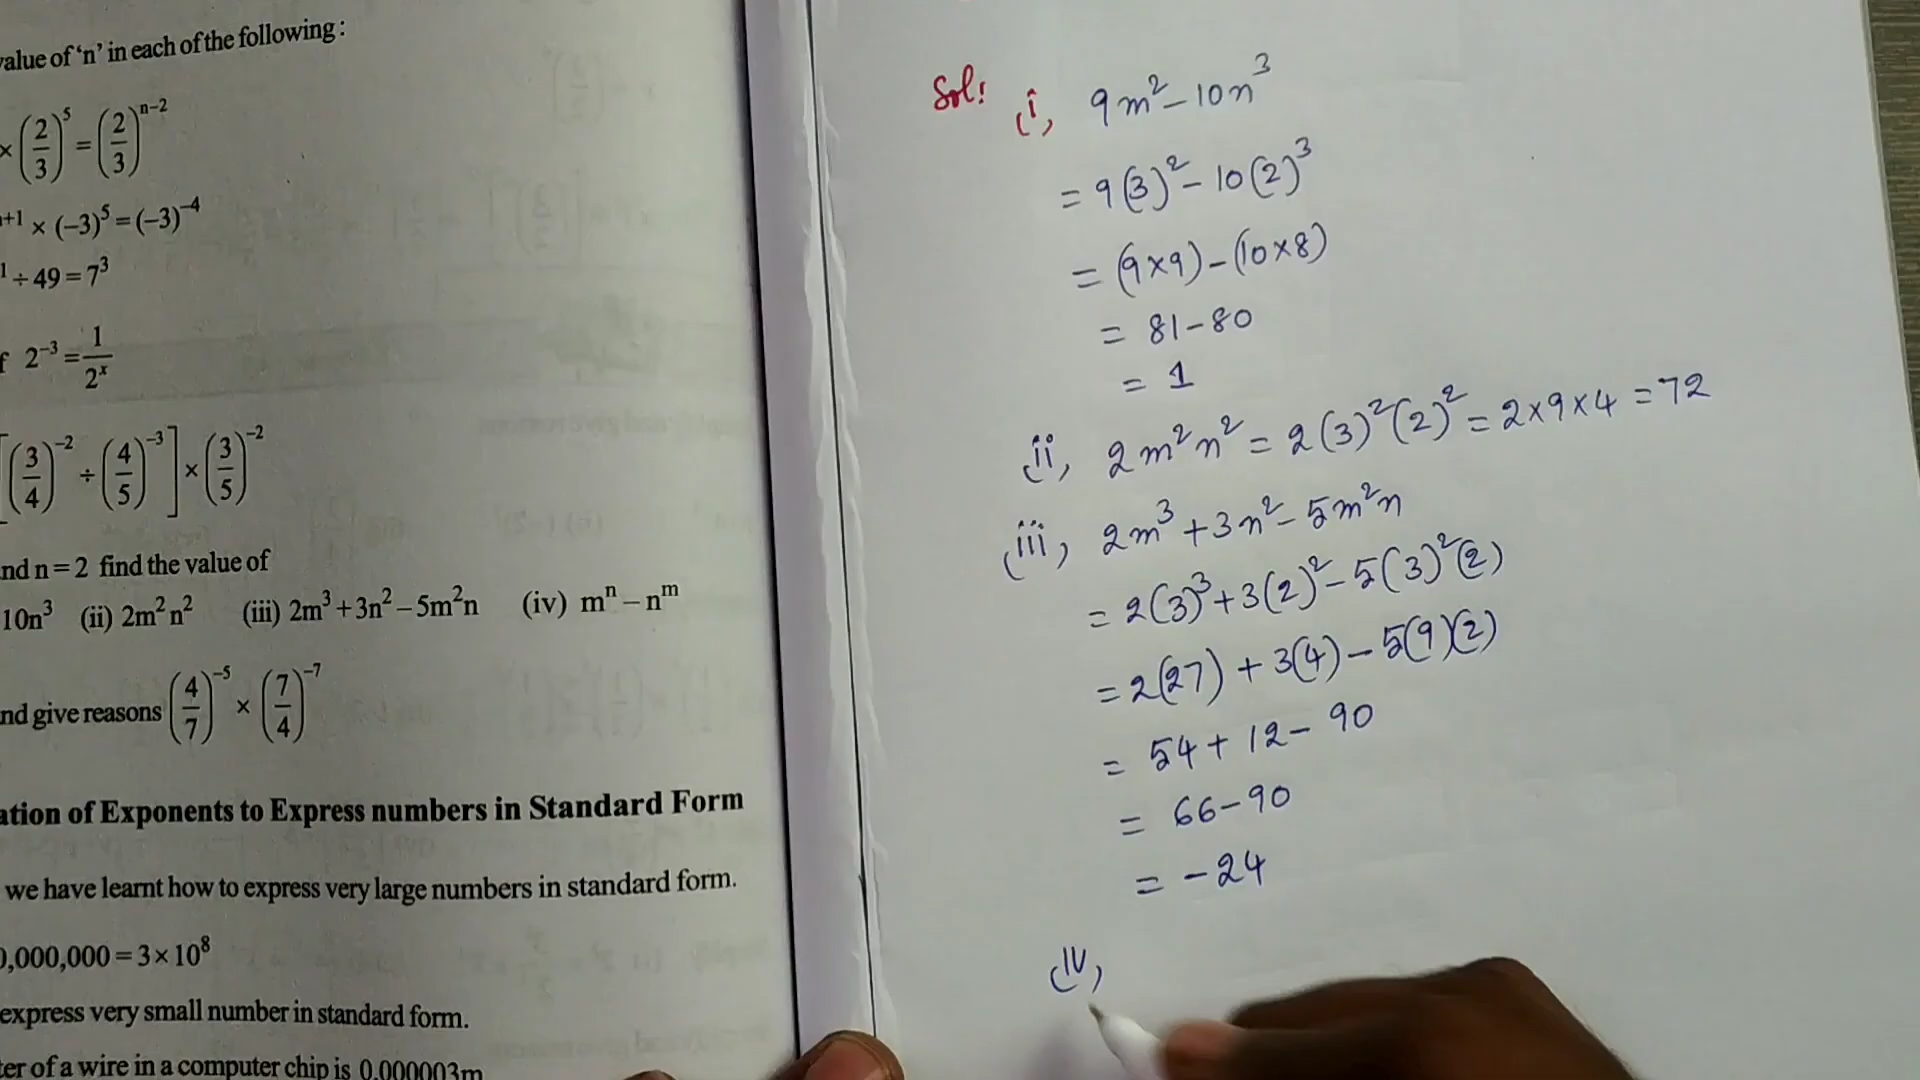 value of 'n' in each of the following:
× (2/3)^5 = (2/3)^{n–2}
+1 × (–3)^5 = (–3)^{–4}
1 ÷ 49 = 7^3
2^{–3} = 1/2^x
[(3/4)^{–2} ÷ (4/5)^{–3}] × (3/5)^{–2}
nd n = 2 find the value of
10n^3 (ii) 2m^2n^2 (iii) 2m^3 + 3n^2 – 5m^2n (iv) m^n – n^m
nd give reasons (4/7)^{–5} × (7/4)^{–7}
ation of Exponents to Express numbers in Standard Form
we have learnt how to express very large numbers in standard form.
0,000,000 = 3 × 10^8
express very small number in standard form.
ter of a wire in a computer chip is 0.000003m
Sol: (i, 9m^2 - 10n^3
= 9(3)^2 - 10(2)^3
= (9×9) - (10×8)
= 81 - 80
= 1
(ii, 2m^2n^2 = 2(3)^2(2)^2 = 2×9×4 = 72
(iii, 2m^3 + 3n^2 - 5m^2n
= 2(3)^3 + 3(2)^2 - 5(3)^2(2)
= 2(27) + 3(4) - 5(9)(2)
= 54 + 12 - 90
= 66 - 90
= -24
(iv,